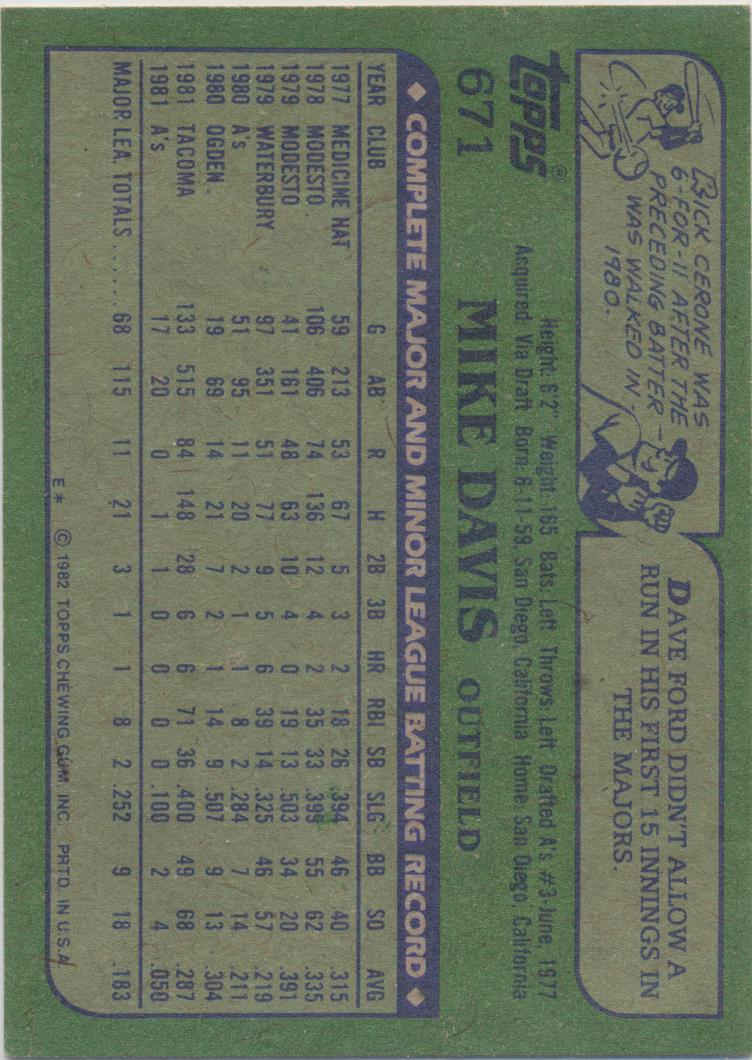 RICK CERONE WAS
6-FOR-11 AFTER THE
PRECEDING BATTER
WAS WALKED IN
1980.
DAVE FORD DIDN'T ALLOW A
RUN IN HIS FIRST 15 INNINGS IN
THE MAJORS.
TOPPS®
671
Height: 6'2" Weight: 165 Bats: Left Throws: Left Drafted A's #3-June, 1977
Acquired: Via Draft Born: 6-11-59, San Diego, California Home: San Diego, California
MIKE DAVIS OUTFIELD
◆ COMPLETE MAJOR AND MINOR LEAGUE BATTING RECORD ◆
YEAR CLUB G AB R H 2B 3B HR RBI SB SLG BB SO AVG
1977 MEDICINE HAT 59 213 53 67 5 3 2 18 26 .394 46 40 .315
1978 MODESTO 106 406 74 136 12 4 2 35 33 .399 55 62 .335
1979 MODESTO 41 161 48 63 10 4 0 19 13 .503 34 20 .391
1979 WATERBURY 97 351 51 77 9 5 6 39 14 .325 46 57 .219
1980 A's 51 95 11 20 2 1 1 8 2 .284 7 14 .211
1980 OGDEN 19 69 14 21 7 2 1 14 9 .507 9 13 .304
1981 TACOMA 133 515 84 148 28 6 6 71 36 .400 49 68 .287
1981 A's 17 20 0 1 1 0 0 0 0 .100 2 4 .050
MAJOR LEA. TOTALS ...... 68 115 11 21 3 1 1 8 2 .252 9 18 .183
E* © 1982 TOPPS CHEWING GUM, INC. PRTD. IN U.S.A.